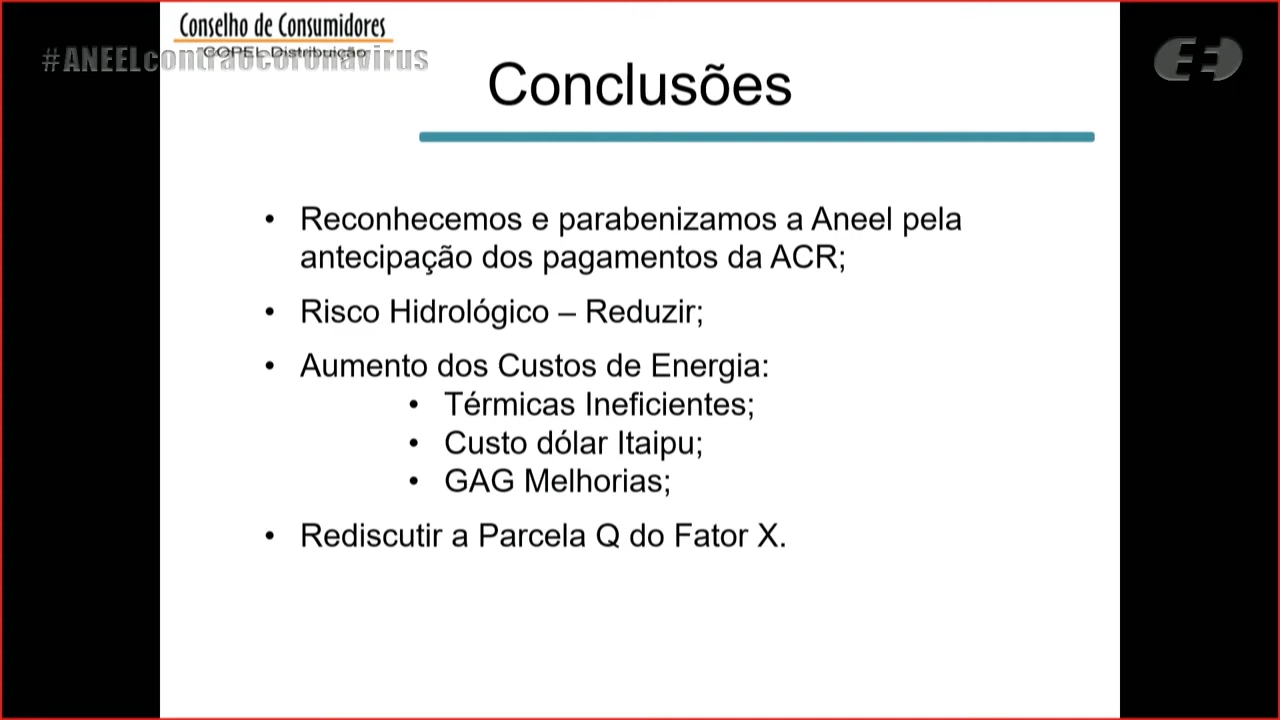 Conselho de Consumidores
COPEL Distribuição
#ANEELcontraocoronavirus
Conclusões
• Reconhecemos e parabenizamos a Aneel pela
antecipação dos pagamentos da ACR;
• Risco Hidrológico – Reduzir;
• Aumento dos Custos de Energia:
• Térmicas Ineficientes;
• Custo dólar Itaipu;
• GAG Melhorias;
• Rediscutir a Parcela Q do Fator X.